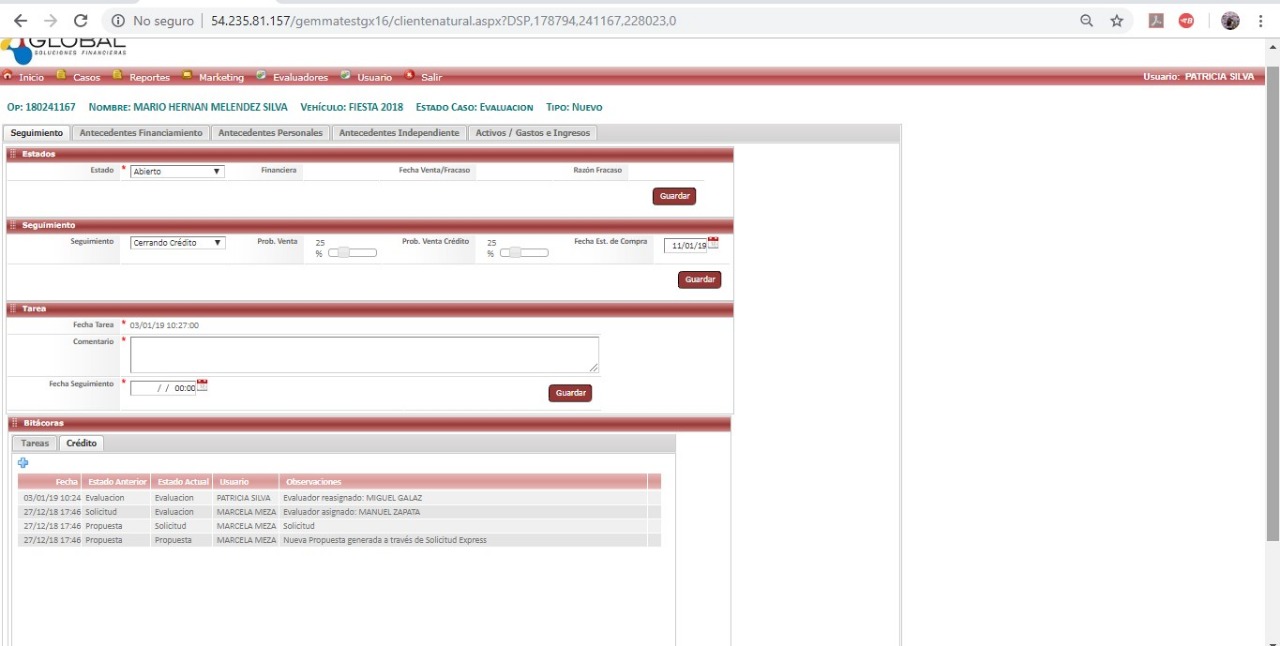 No seguro | 54.235.81.157/gemmatestgx16/clientenatural.aspx?DSP,178794,241167,228023,0
GLOBAL
SOLUCIONES FINANCIERAS
Inicio Casos Reportes Marketing Evaluadores Usuario Salir Usuario: PATRICIA SILVA
Op: 180241167 Nombre: MARIO HERNAN MELENDEZ SILVA Vehículo: FIESTA 2018 Estado Caso: Evaluacion Tipo: Nuevo
Seguimiento Antecedentes Financiamiento Antecedentes Personales Antecedentes Independiente Activos / Gastos e Ingresos
Estados
Estado * Abierto Financiera Fecha Venta/Fracaso Razón Fracaso
Guardar
Seguimiento
Seguimiento Cerrando Crédito Prob. Venta 25 % Prob. Venta Crédito 25 % Fecha Est. de Compra 11/01/19
Guardar
Tarea
Fecha Tarea * 03/01/19 10:27:00
Comentario *
Fecha Seguimiento * / / 00:00
Guardar
Bitácoras
Tareas Crédito
Fecha Estado Anterior Estado Actual Usuario Observaciones
03/01/19 10:24 Evaluacion Evaluacion PATRICIA SILVA Evaluador reasignado: MIGUEL GALAZ
27/12/18 17:46 Solicitud Evaluacion MARCELA MEZA Evaluador asignado: MANUEL ZAPATA
27/12/18 17:46 Propuesta Solicitud MARCELA MEZA Solicitud
27/12/18 17:46 Propuesta Propuesta MARCELA MEZA Nueva Propuesta generada a través de Solicitud Express